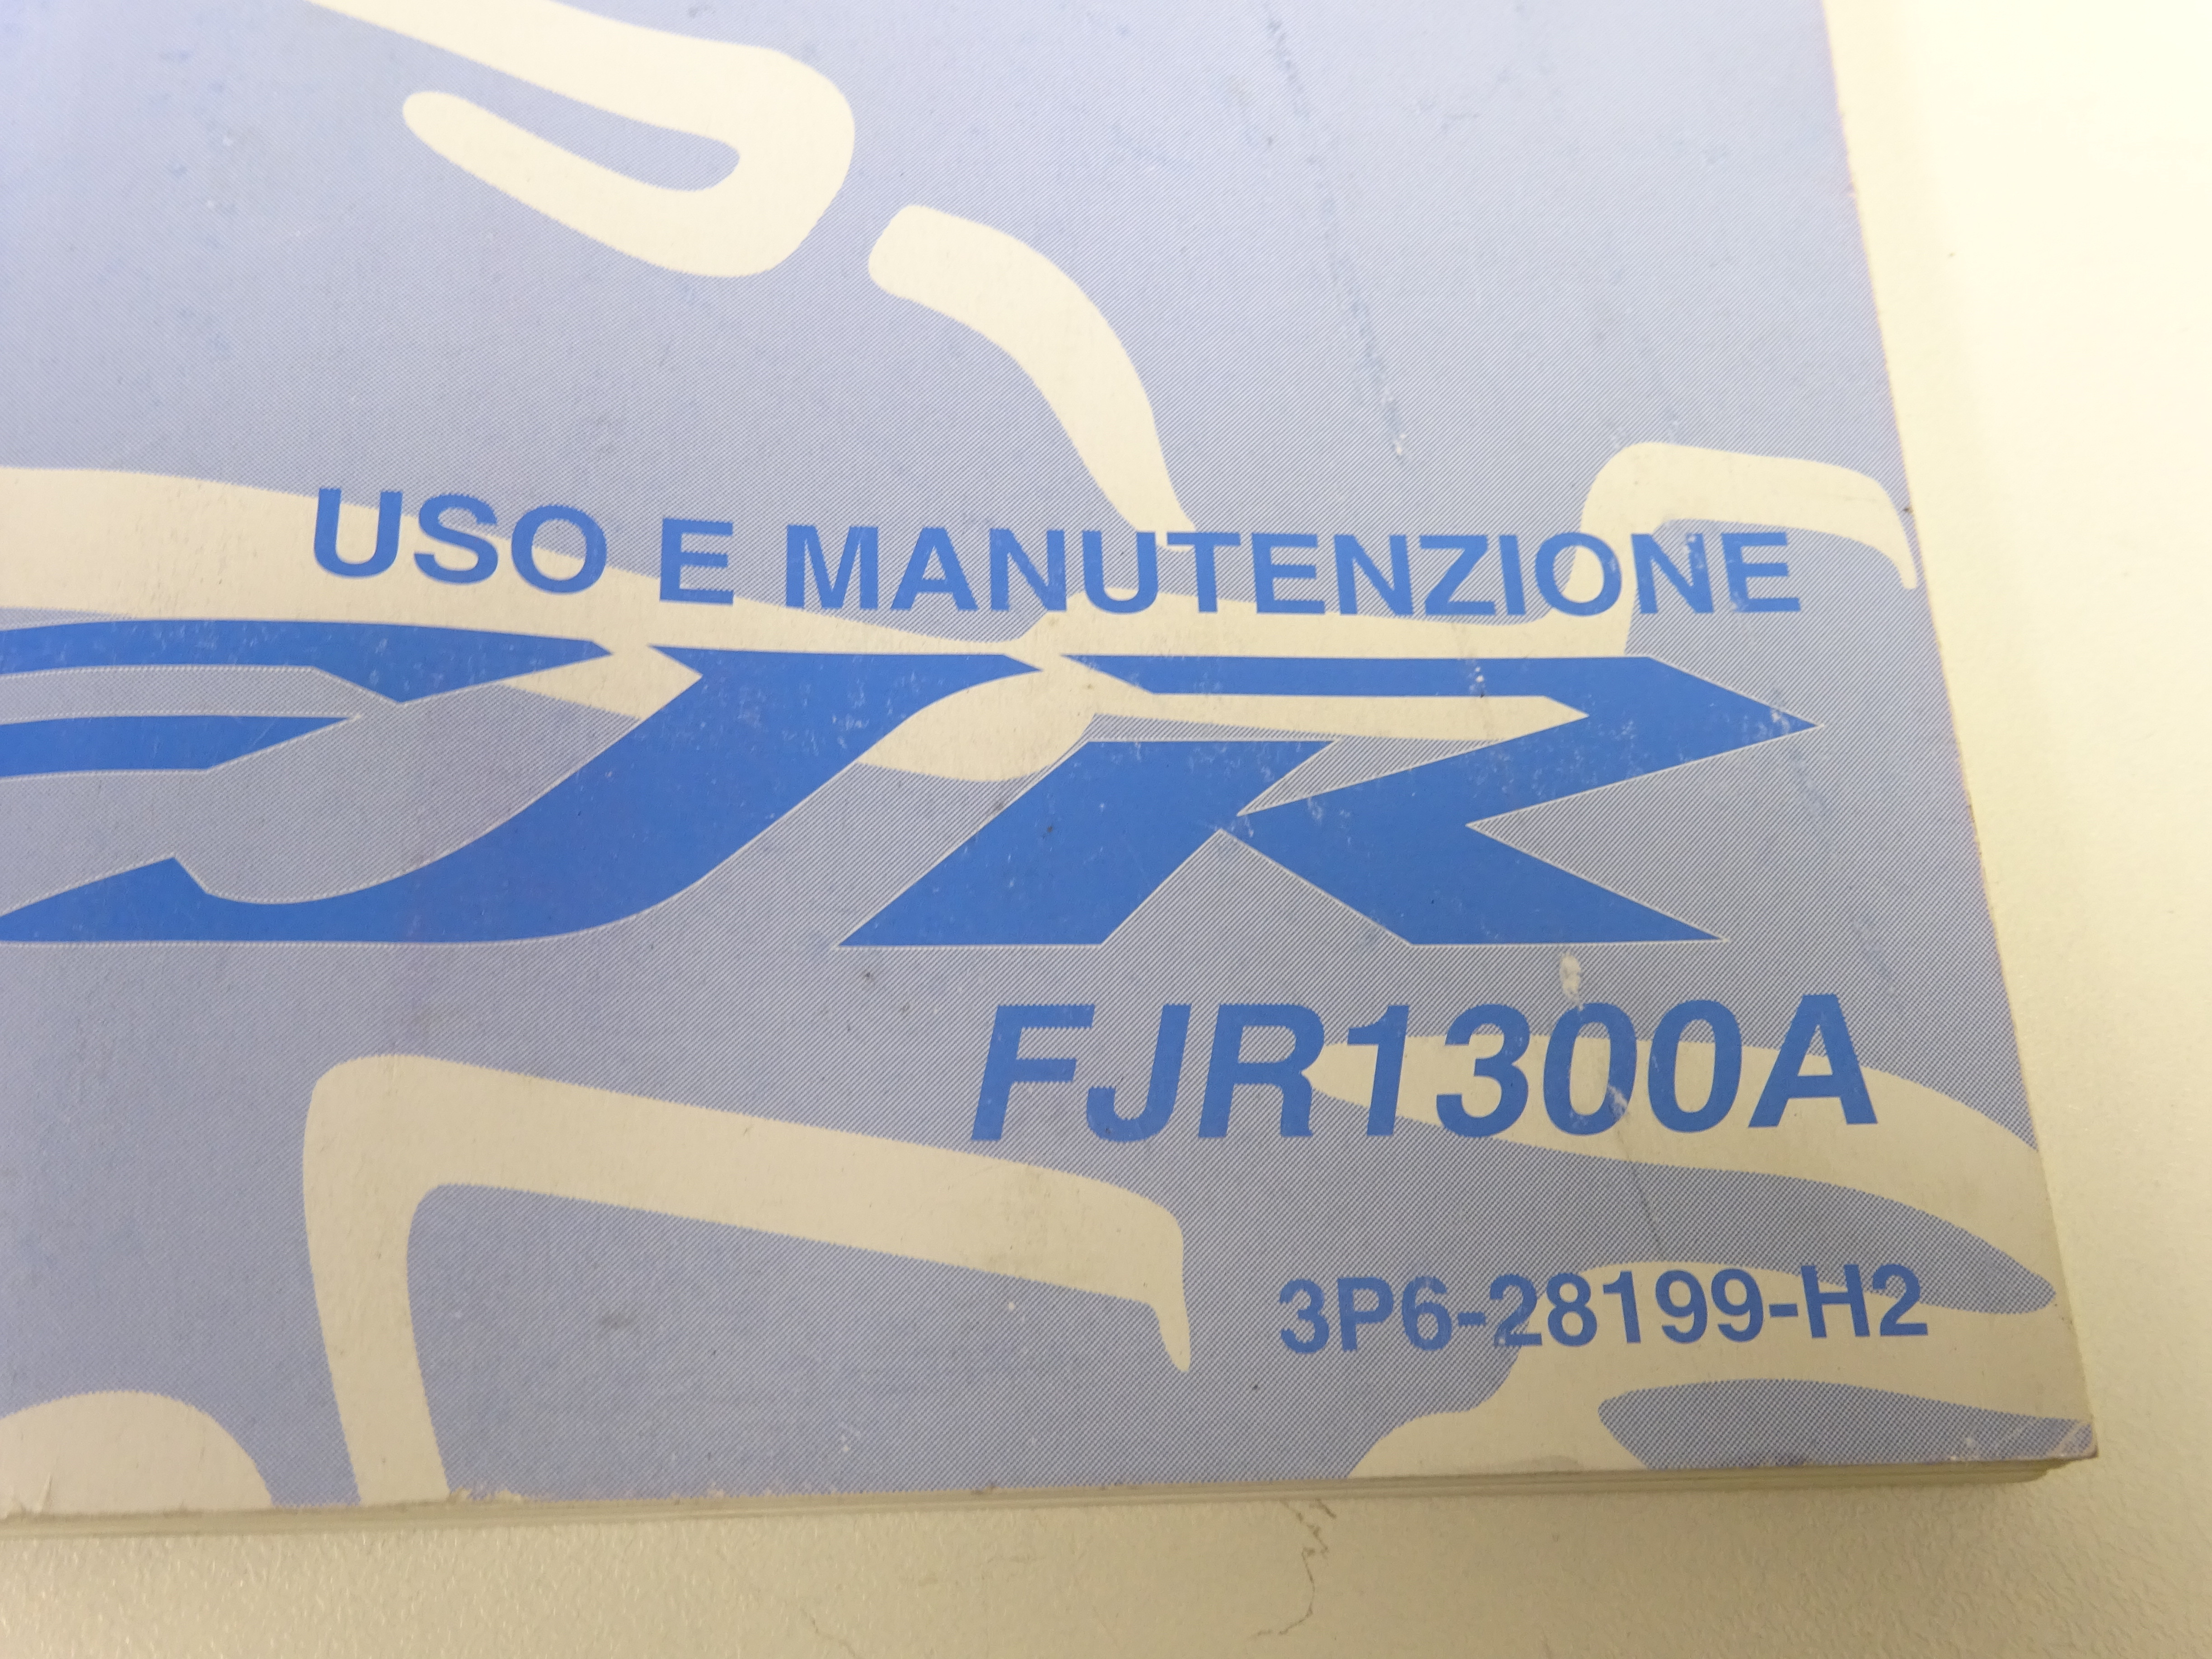 USO E MANUTENZIONE
FJR
FJR1300A
3P6-28199-H2